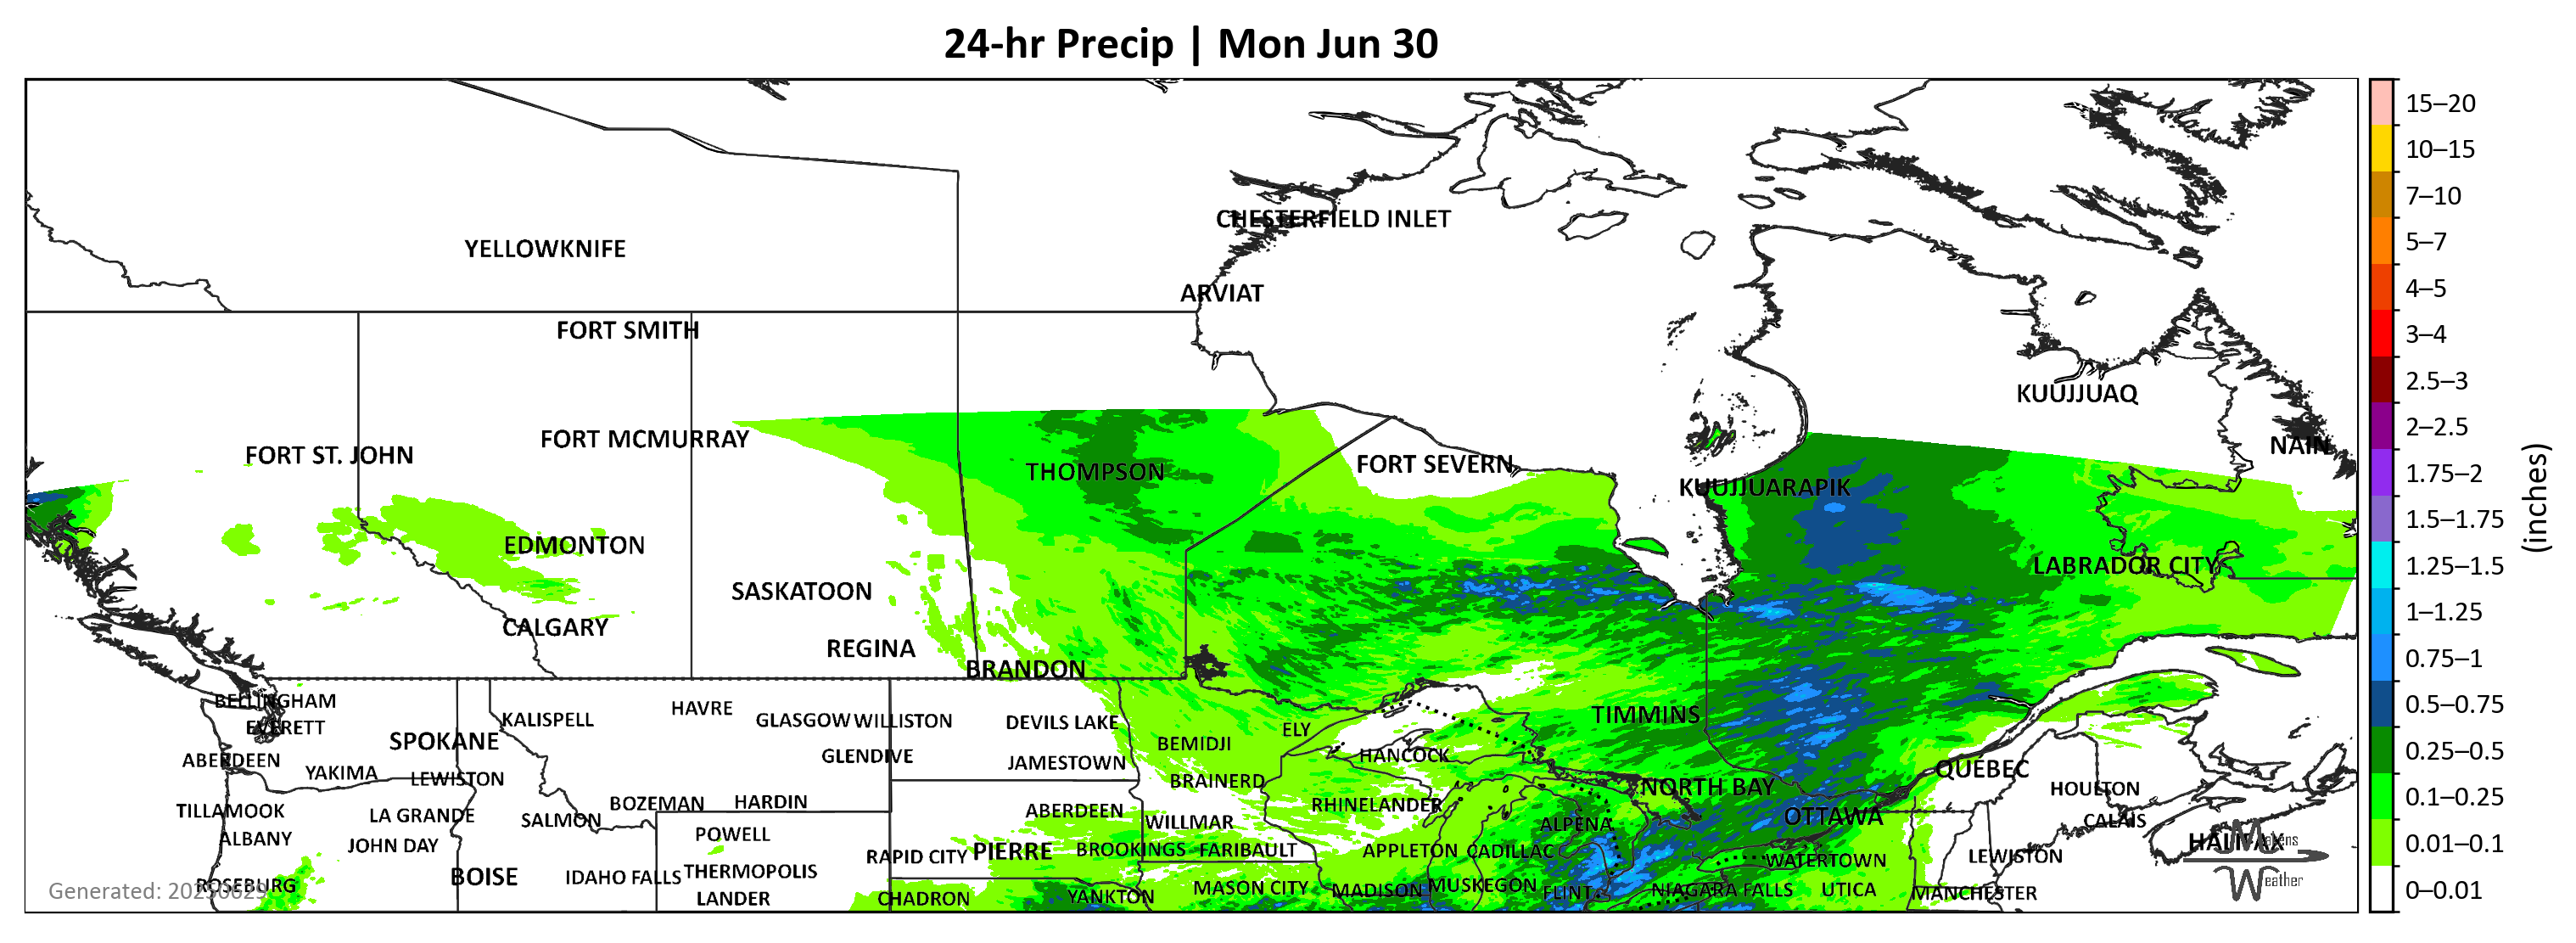 24-hr Precip | Mon Jun 30
CHESTERFIELD INLET
YELLOWKNIFE
ARVIAT
FORT SMITH
KUUJJUAQ
FORT MCMURRAY
NAIN
FORT ST. JOHN
FORT SEVERN
THOMPSON
KUUJJUARAPIK
EDMONTON
LABRADOR CITY
SASKATOON
CALGARY
REGINA
BRANDON
BELLINGHAM
HAVRE
KALISPELL
GLASGOW WILLISTON
DEVILS LAKE
TIMMINS
EVERETT
ELY
SPOKANE
BEMIDJI
GLENDIVE
HANCOCK
ABERDEEN
JAMESTOWN
QUEBEC
YAKIMA
LEWISTON
BRAINERD
NORTH BAY
HOULTON
BOZEMAN
HARDIN
RHINELANDER
TILLAMOOK
LA GRANDE
SALMON
ABERDEEN
WILLMAR
ALPENA
OTTAWA
CALAIS
ALBANY
JOHN DAY
POWELL
HALIFAX
Mavens
RAPID CITY
PIERRE
BROOKINGS
FARIBAULT
APPLETON
CADILLAC
WATERTOWN
LEWISTON
BOISE
IDAHO FALLS
THERMOPOLIS
Weather
ROSEBURG
Generated: 20250629
LANDER
CHADRON
YANKTON
MASON CITY
MADISON
MUSKEGON
FLINT
NIAGARA FALLS
UTICA
MANCHESTER
15–20
10–15
7–10
5–7
4–5
3–4
2.5–3
2–2.5
1.75–2
1.5–1.75
1.25–1.5
1–1.25
0.75–1
0.5–0.75
0.25–0.5
0.1–0.25
0.01–0.1
0–0.01
(inches)